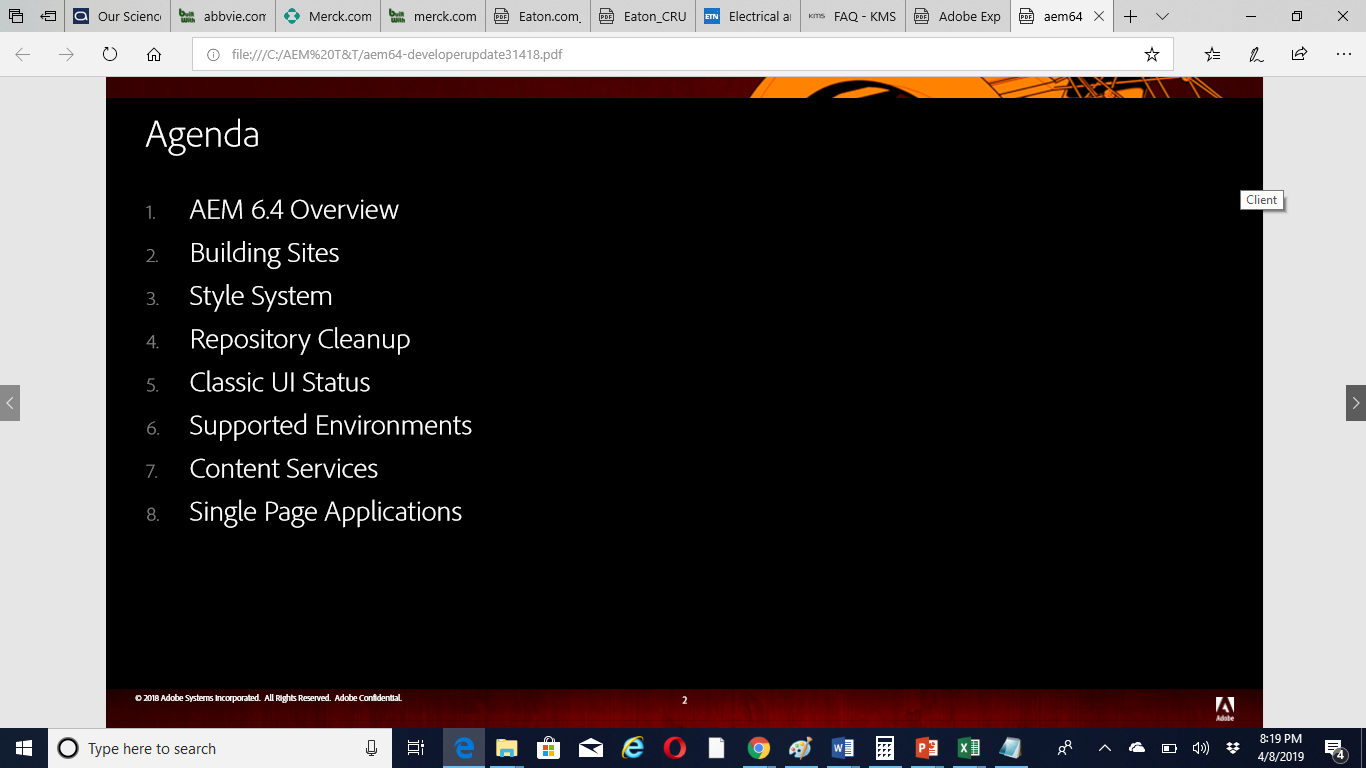 Our Scienc
abbvie.com
Merck.com
merck.com
Eaton.com_
Eaton_CRU
ETN
Electrical a
KMS
FAQ - KMS
Adobe Exp
aem64
file:///C:/AEM%20T&T/aem64-developerupdate31418.pdf
Agenda
1. AEM 6.4 Overview
2. Building Sites
3. Style System
4. Repository Cleanup
5. Classic UI Status
6. Supported Environments
7. Content Services
8. Single Page Applications
Client
© 2018 Adobe Systems Incorporated. All Rights Reserved. Adobe Confidential.
2
Adobe
Type here to search
8:19 PM
4/8/2019
4